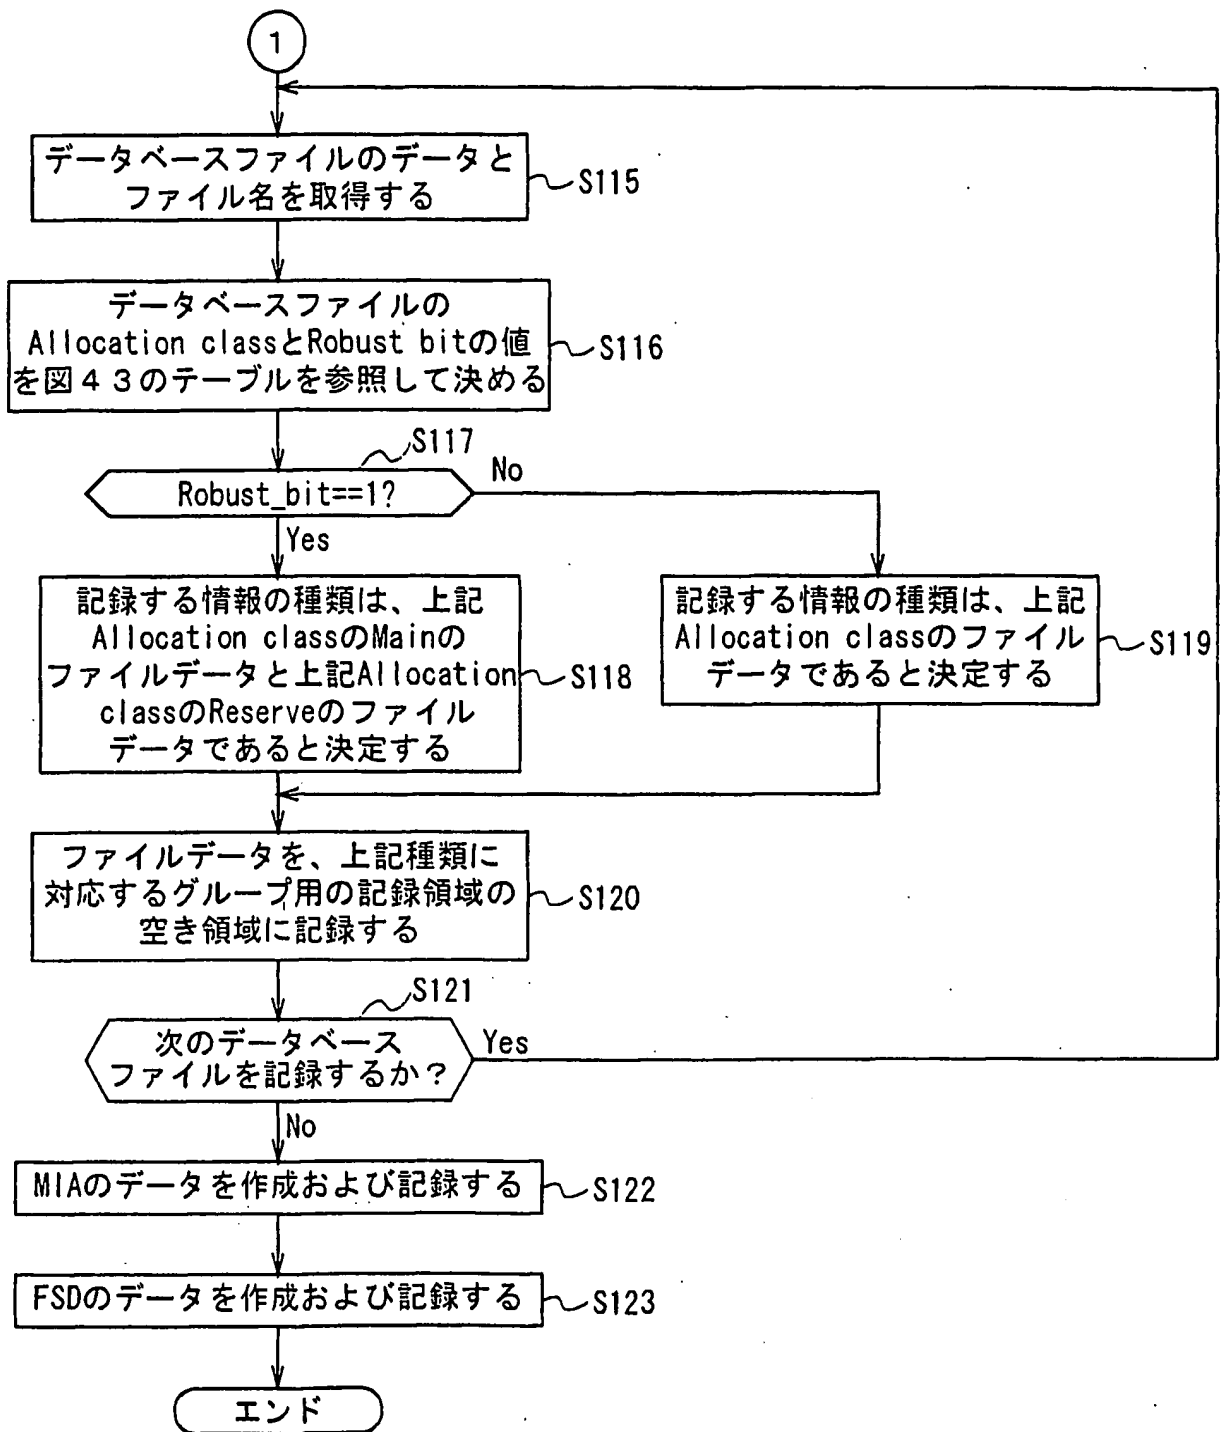 1
データベースファイルのデータと
ファイル名を取得する
S115
データベースファイルの
Allocation classとRobust bitの値
を図４３のテーブルを参照して決める
S116
S117
Robust_bit==1?
No
Yes
記録する情報の種類は、上記
Allocation classのMainの
ファイルデータと上記Allocation
classのReserveのファイル
データであると決定する
S118
記録する情報の種類は、上記
Allocation classのファイル
データであると決定する
S119
ファイルデータを、上記種類に
対応するグループ用の記録領域の
空き領域に記録する
S120
S121
次のデータベース
ファイルを記録するか？
Yes
No
MIAのデータを作成および記録する
S122
FSDのデータを作成および記録する
S123
エンド